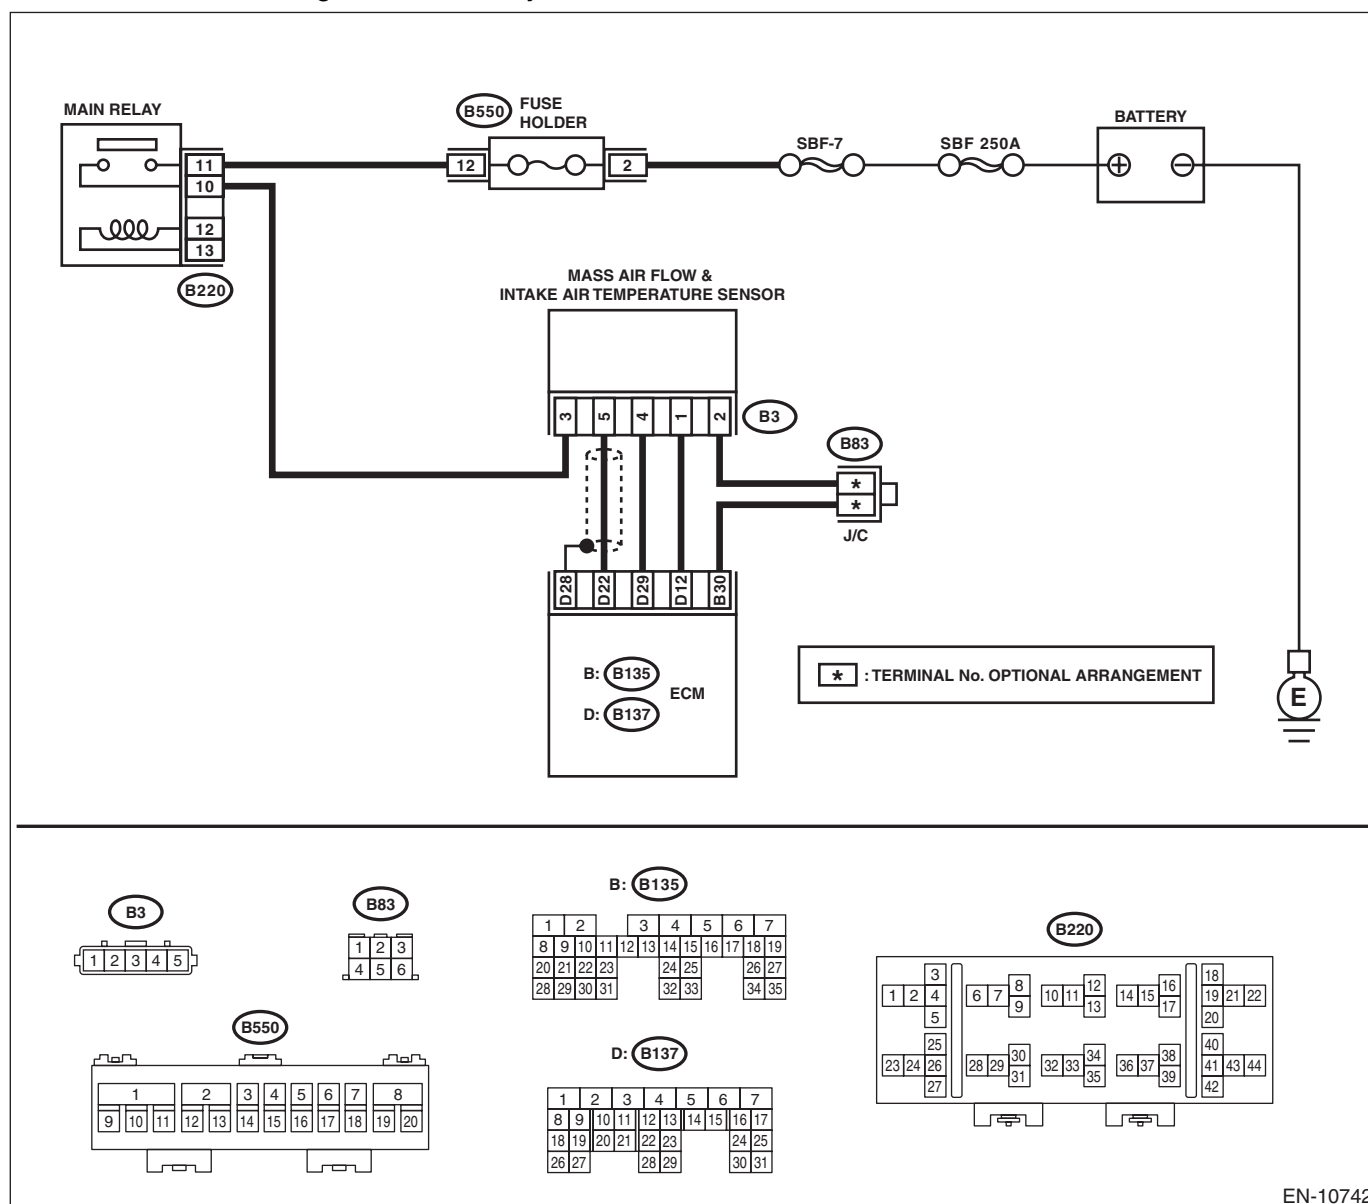 MAIN RELAY
11
10
12
13
B220
B550
FUSE
HOLDER
12
2
SBF-7
SBF 250A
BATTERY
E
MASS AIR FLOW &
INTAKE AIR TEMPERATURE SENSOR
3 5 4 1 2
B3
B83
*
*
J/C
D28 D22 D29 D12 B30
B: B135
ECM
D: B137
* : TERMINAL No. OPTIONAL ARRANGEMENT
E
B3
1 2 3 4 5
B83
1 2 3
4 5 6
B: B135
1 2 3 4 5 6 7
8 9 10 11 12 13 14 15 16 17 18 19
20 21 22 23 24 25 26 27
28 29 30 31 32 33 34 35
B220
3 8 12 16 18
1 2 4 6 7 10 11 14 15 19 21 22
5 9 13 17 20
25 30 34 38 40
23 24 26 28 29 32 33 36 37 41 43 44
27 31 35 39 42
B550
1 2 3 4 5 6 7 8
9 10 11 12 13 14 15 16 17 18 19 20
D: B137
1 2 3 4 5 6 7
8 9 10 11 12 13 14 15 16 17
18 19 20 21 22 23 24 25
26 27 28 29 30 31
EN-10742